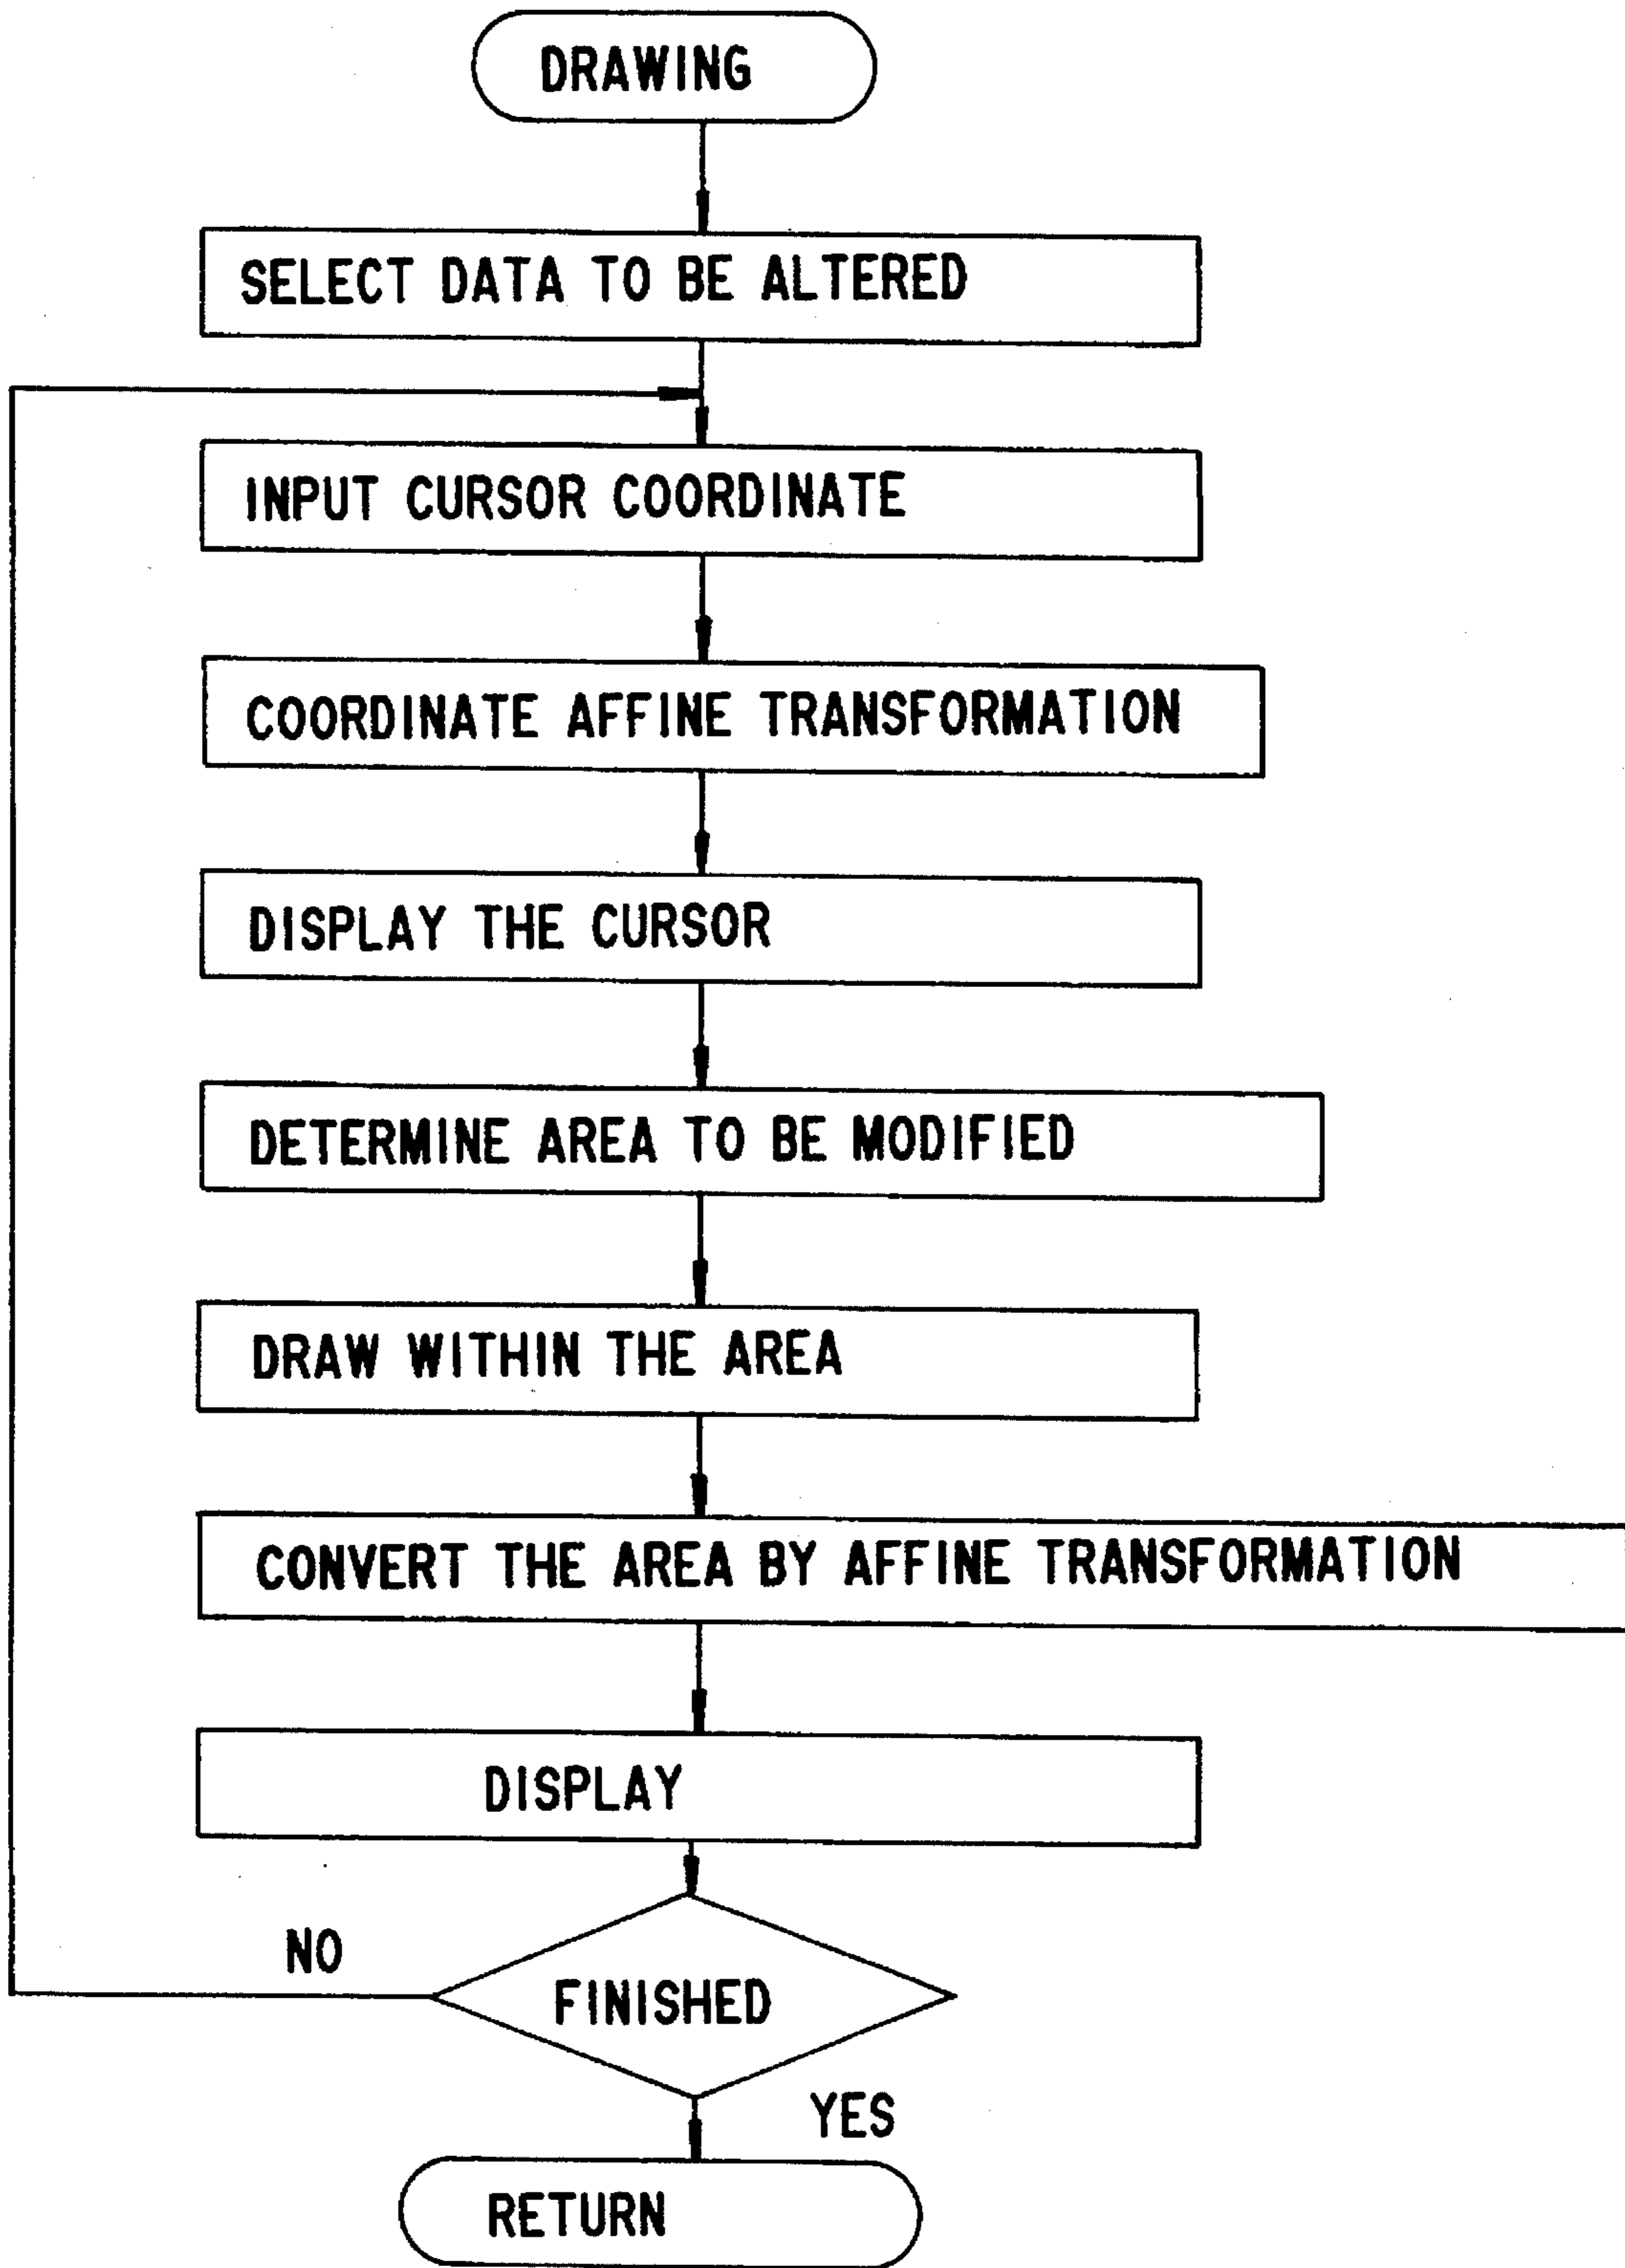 DRAWING
SELECT DATA TO BE ALTERED
INPUT CURSOR COORDINATE
COORDINATE AFFINE TRANSFORMATION
DISPLAY THE CURSOR
DETERMINE AREA TO BE MODIFIED
DRAW WITHIN THE AREA
CONVERT THE AREA BY AFFINE TRANSFORMATION
DISPLAY
NO
FINISHED
YES
RETURN